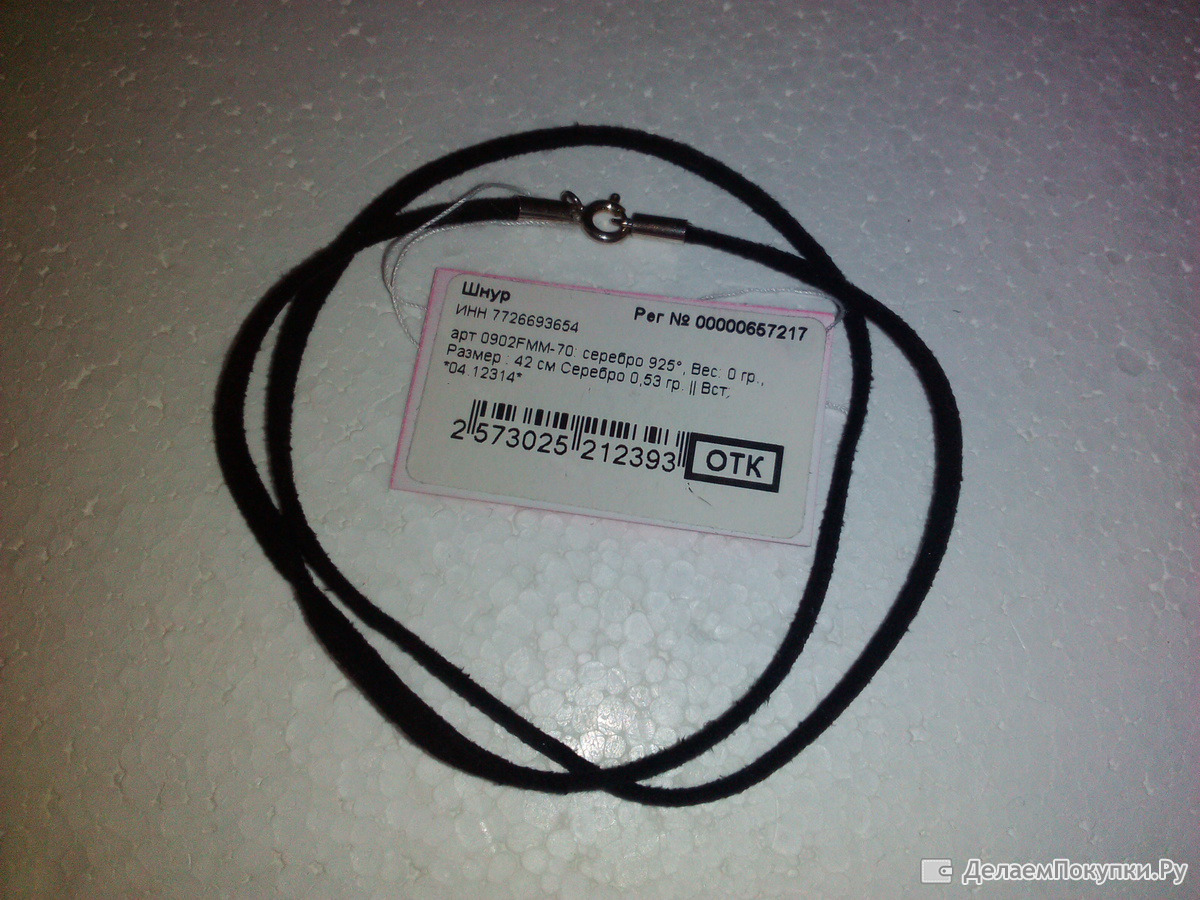 Шнур
ИНН 7726693654
Рег № 00000657217
арт 0902FMM-70: серебро 925°, Вес: 0 гр.,
Размер : 42 см Серебро 0,53 гр. || Вст,
*04.12314*
2 573025 212393
ОТК
ДелаемПокупки.Ру